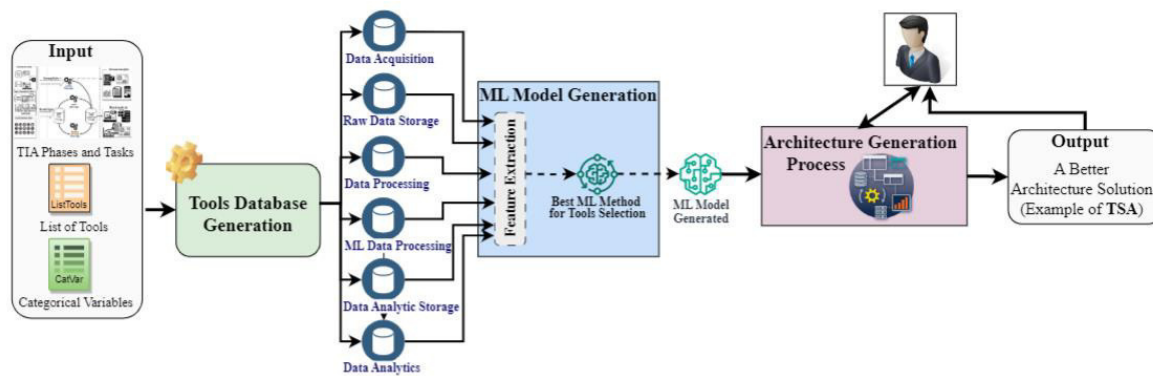 Input
TIA Phases and Tasks
ListTools
List of Tools
CatVar
Categorical Variables
Tools Database
Generation
Data Acquisition
Raw Data Storage
Data Processing
ML Data Processing
Data Analytic Storage
Data Analytics
ML Model Generation
Feature Extraction
Best ML Method
for Tools Selection
ML Model
Generated
Architecture Generation
Process
Output
A Better
Architecture Solution
(Example of TSA)